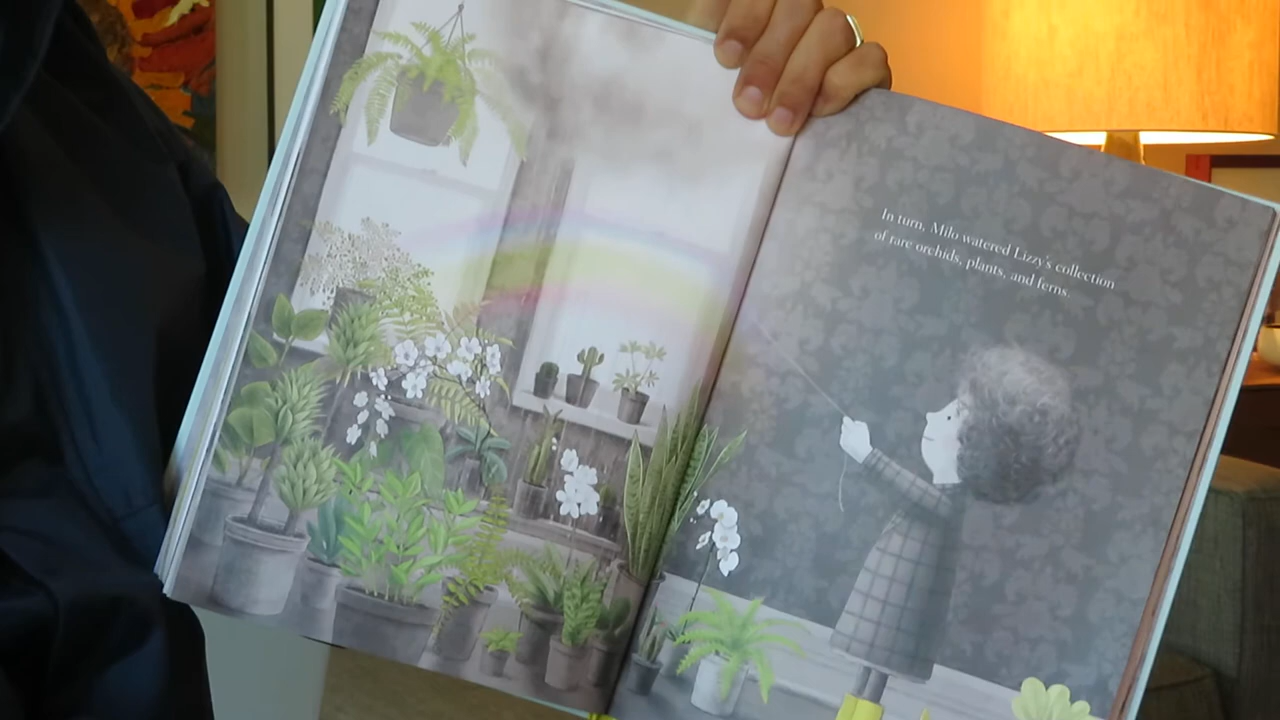 In turn, Milo watered Lizzy's collection
of rare orchids, plants, and ferns.